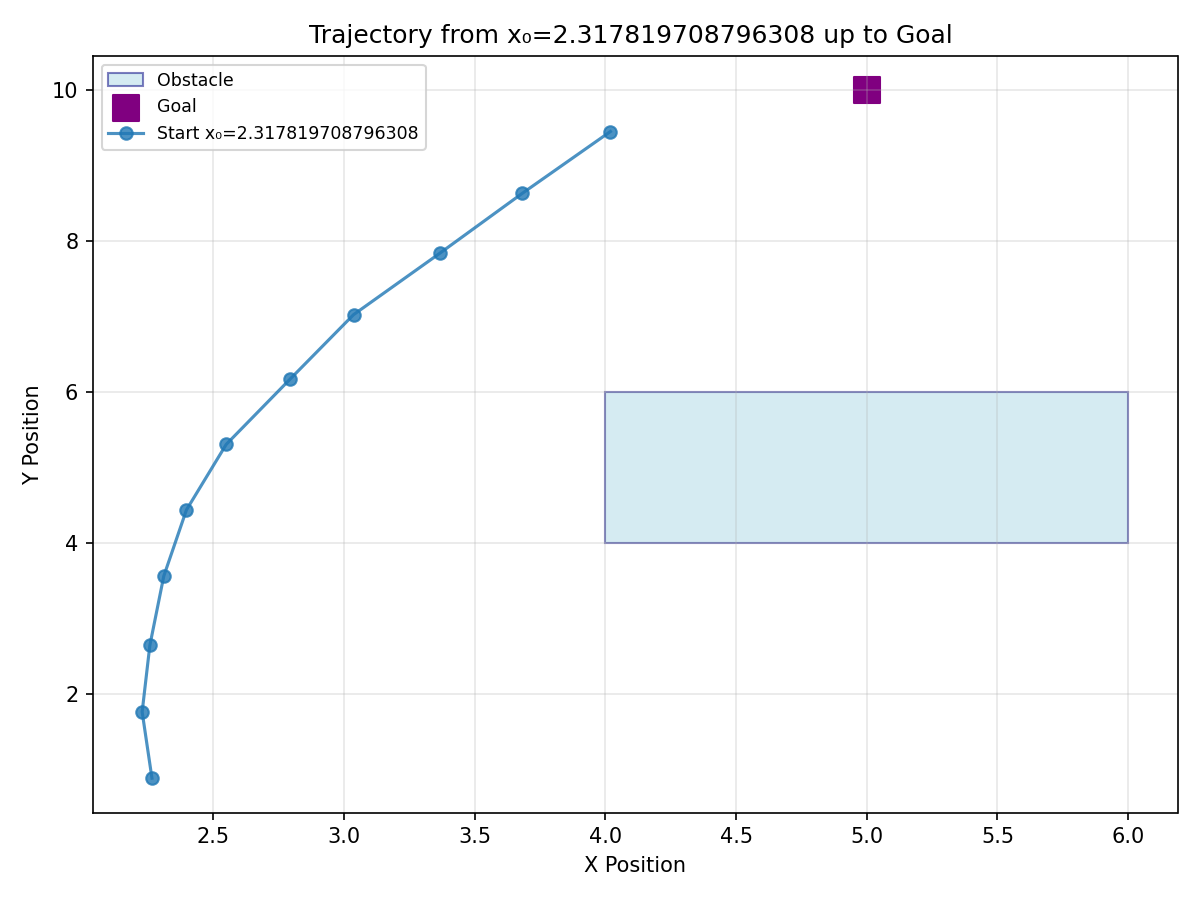 Trajectory from x₀=2.317819708796308 up to Goal
Obstacle
Goal
Start x₀=2.317819708796308
10
8
6
4
2
Y Position
2.5 3.0 3.5 4.0 4.5 5.0 5.5 6.0
X Position